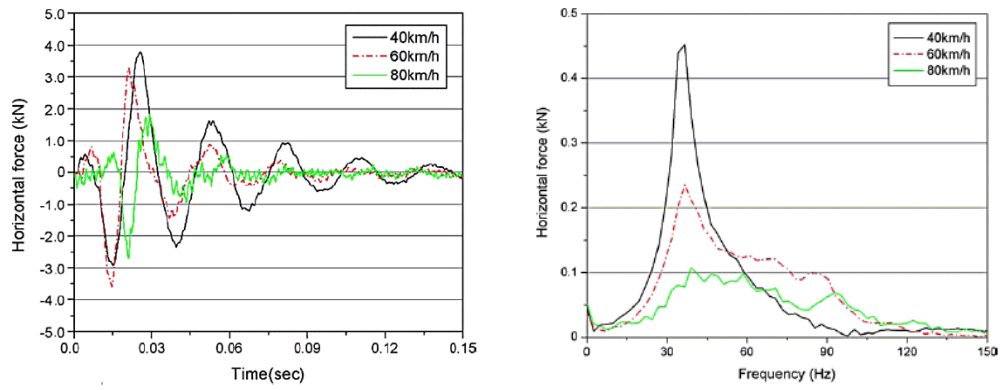 5.0
4.0
3.0
2.0
1.0
0.0
-1.0
-2.0
-3.0
-4.0
-5.0
Horizontal force (kN)
40km/h
60km/h
80km/h
0.0
0.03
0.06
0.09
0.12
0.15
Time(sec)
0.5
0.4
0.3
0.2
0.1
0
Horizontal force (kN)
40km/h
60km/h
80km/h
0
30
60
90
120
150
Frequency (Hz)